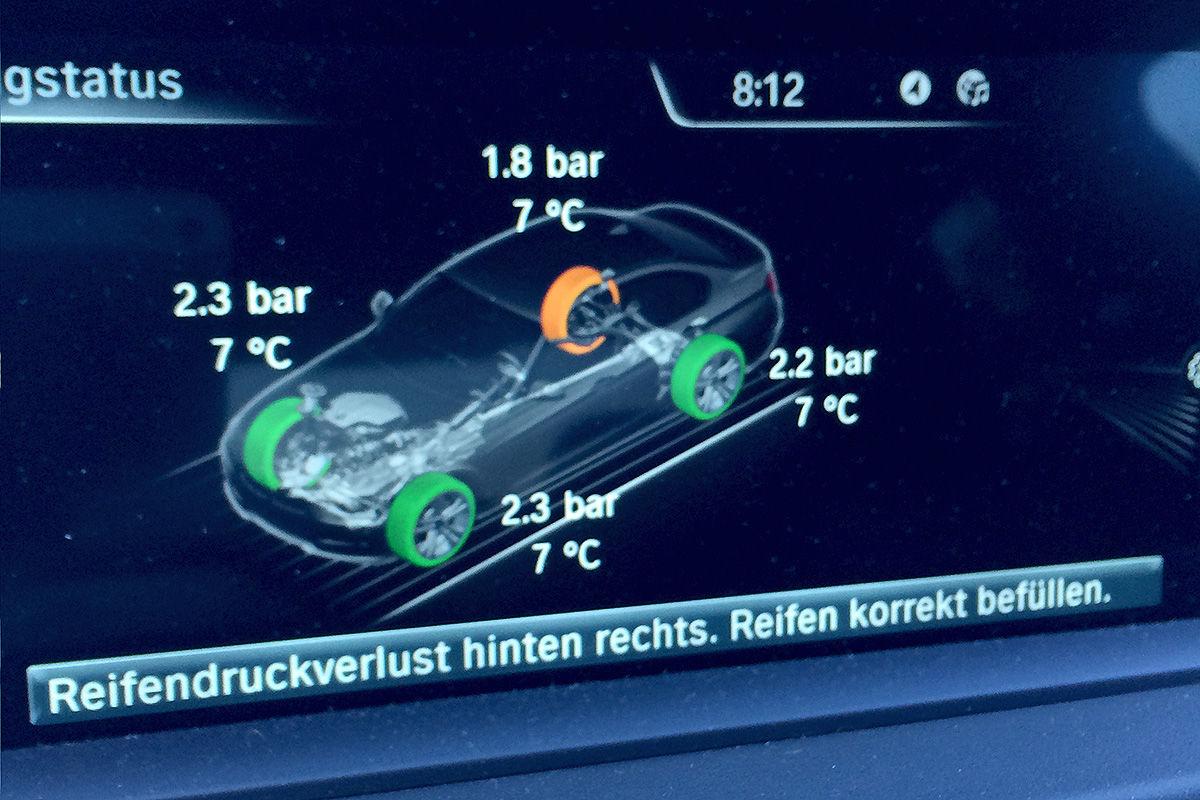 gstatus
8:12
1.8 bar
7 °C
2.3 bar
7 °C
2.2 bar
7 °C
2.3 bar
7 °C
Reifendruckverlust hinten rechts. Reifen korrekt befüllen.